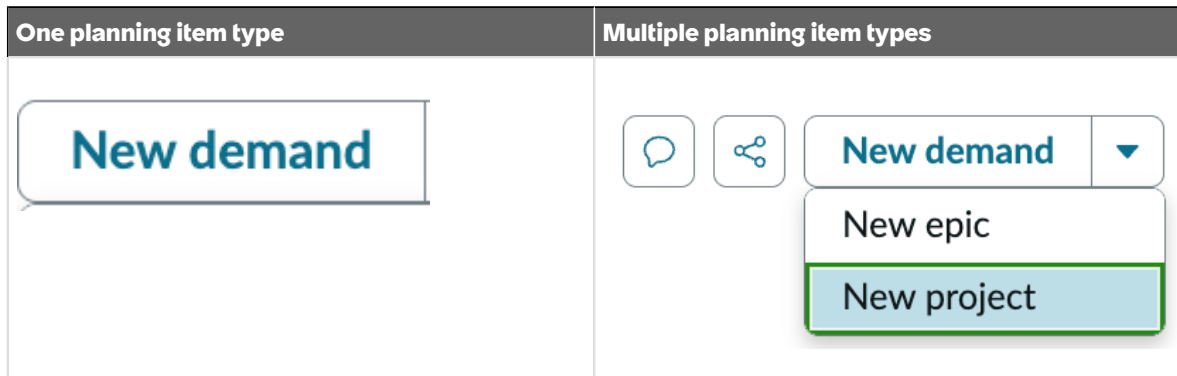 One planning item type
Multiple planning item types
New demand
New demand
New epic
New project